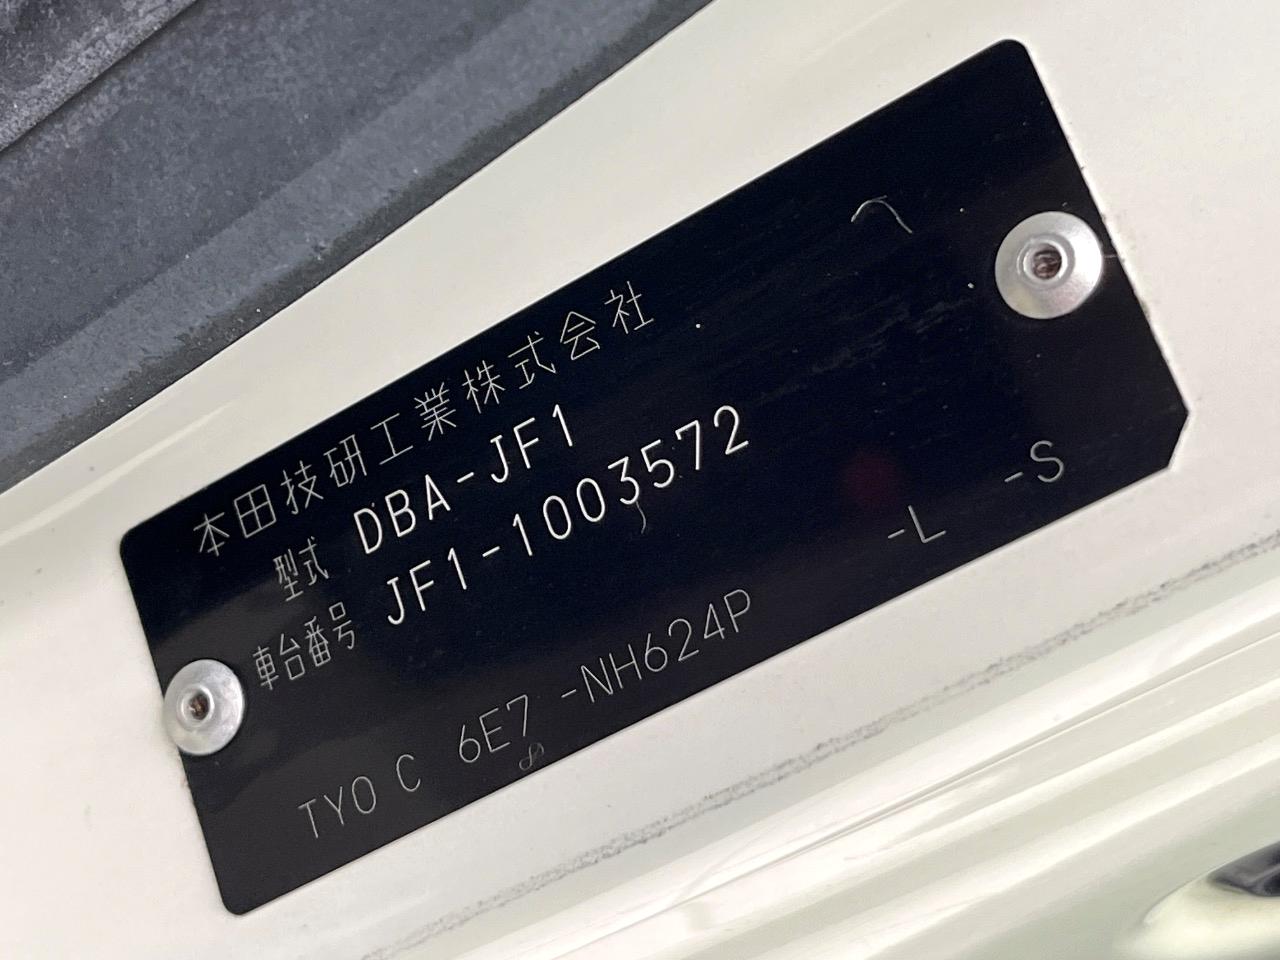 本田技研工業株式会社
型式 DBA-JF1
車台番号 JF1-1003572
TYO C 6E7 -NH624P -L -S